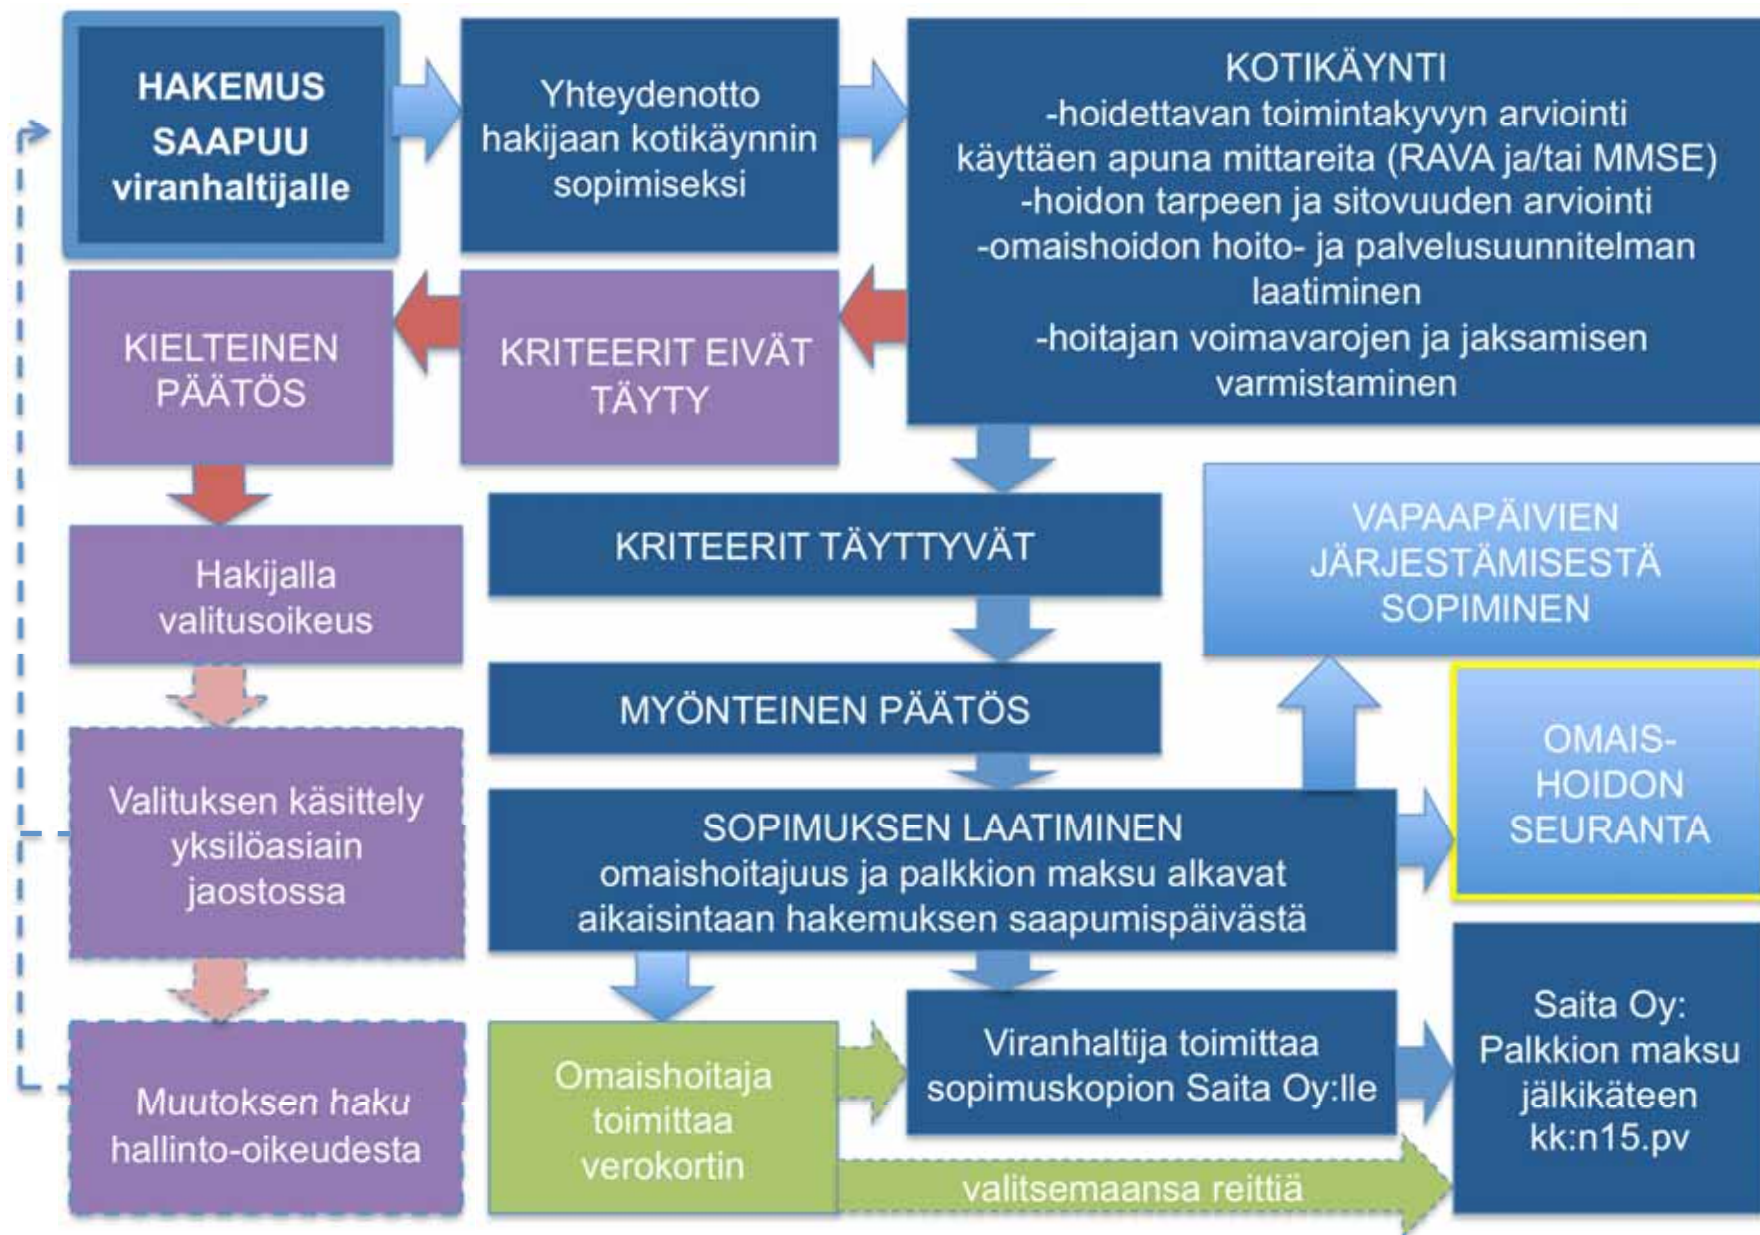 HAKEMUS
SAAPUU
viranhaltijalle
Yhteydenotto
hakijaan kotikäynnin
sopimiseksi
KOTIKÄYNTI
-hoidettavan toimintakyvyn arviointi
käyttäen apuna mittareita (RAVA ja/tai MMSE)
-hoidon tarpeen ja sitovuuden arviointi
-omaishoidon hoito- ja palvelusuunnitelman
laatiminen
-hoitajan voimavarojen ja jaksamisen
varmistaminen
KRITEERIT EIVÄT
TÄYTY
KIELTEINEN
PÄÄTÖS
Hakijalla
valitusoikeus
Valituksen käsittely
yksilöasiain
jaostossa
Muutoksen haku
hallinto-oikeudesta
KRITEERIT TÄYTTYVÄT
MYÖNTEINEN PÄÄTÖS
SOPIMUKSEN LAATIMINEN
omaishoitajuus ja palkkion maksu alkavat
aikaisintaan hakemuksen saapumispäivästä
VAPAAPÄIVIEN
JÄRJESTÄMISESTÄ
SOPIMINEN
OMAIS-
HOIDON
SEURANTA
Omaishoitaja
toimittaa
verokortin
Viranhaltija toimittaa
sopimuskopion Saita Oy:lle
valitsemaansa reittiä
Saita Oy:
Palkkion maksu
jälkikäteen
kk:n15.pv